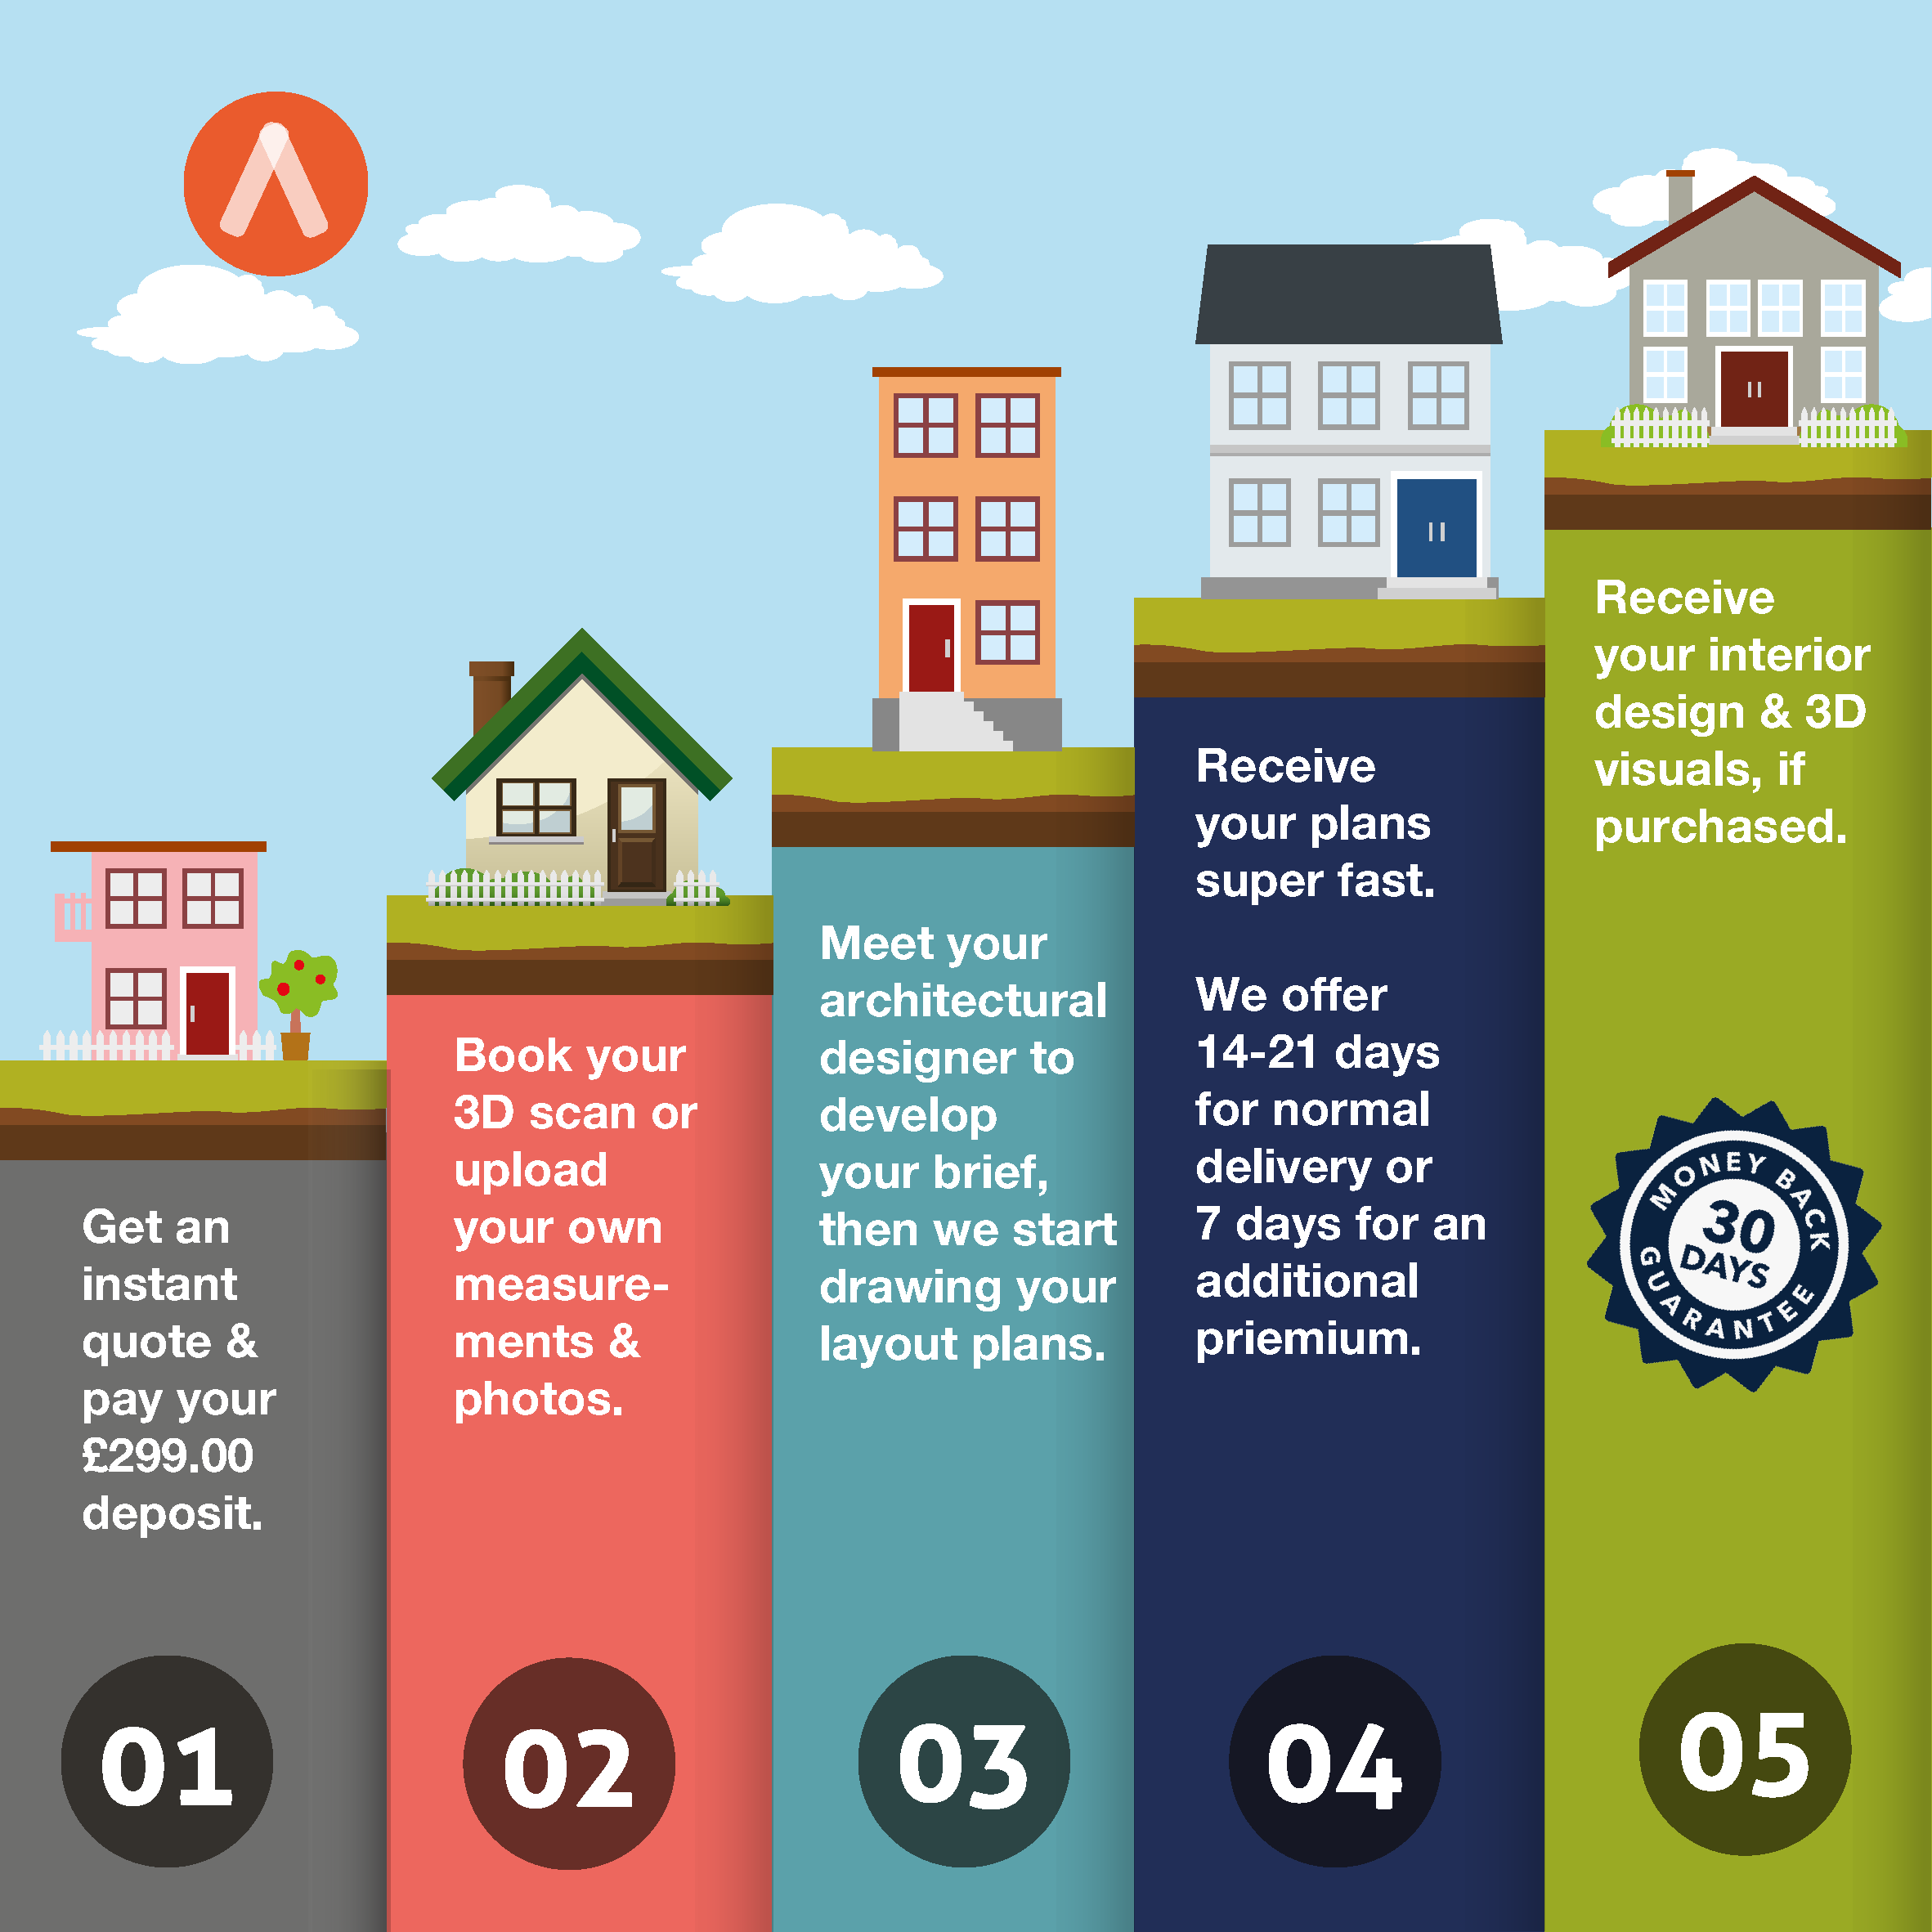 Get an
instant
quote &
pay your
£299.00
deposit.
01
Book your
3D scan or
upload
your own
measure-
ments &
photos.
02
Meet your
architectural
designer to
develop
your brief,
then we start
drawing your
layout plans.
03
Receive
your plans
super fast.
We offer
14-21 days
for normal
delivery or
7 days for an
additional
priemium.
04
Receive
your interior
design & 3D
visuals, if
purchased.
MONEY BACK
30
DAYS
GUARANTEE
05